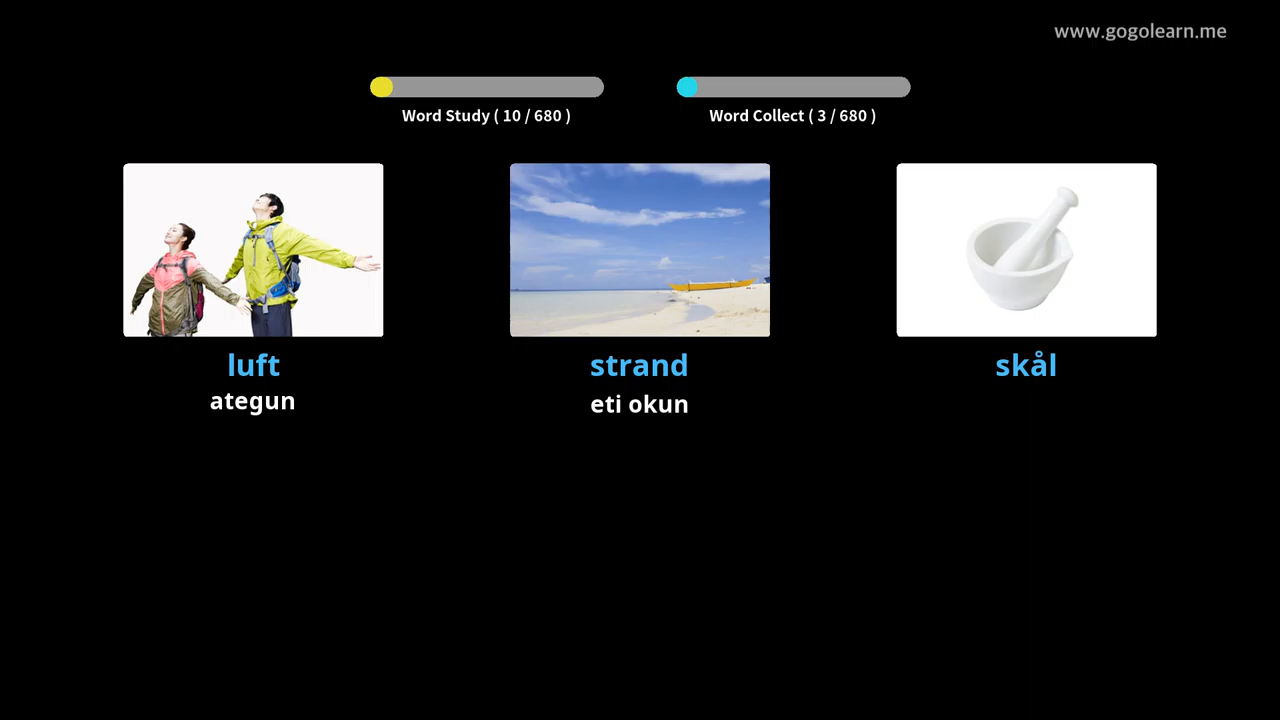 www.gogolearn.me
Word Study ( 10 / 680 )
Word Collect ( 3 / 680 )
luft
strand
skål
ategun
eti okun